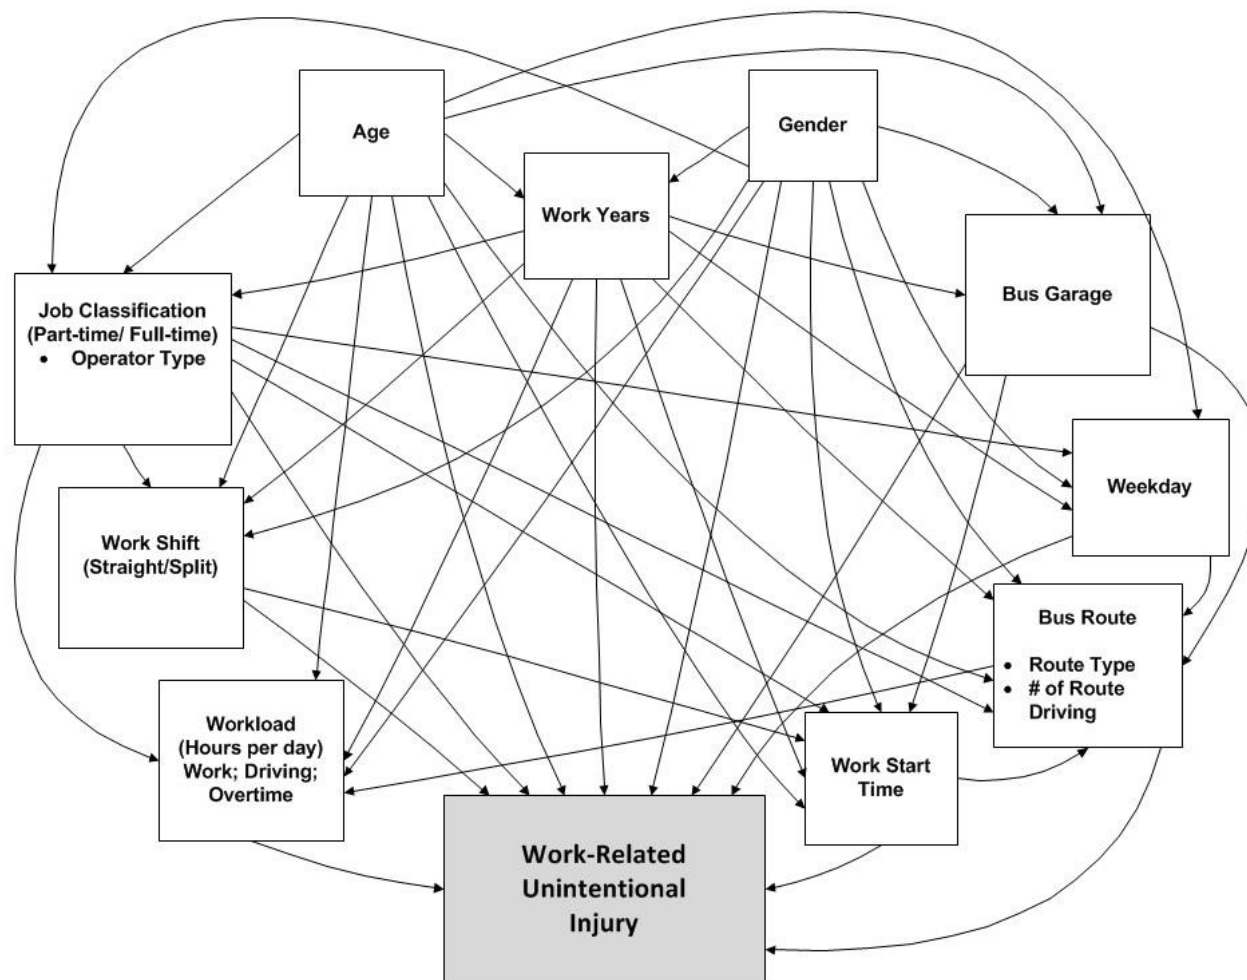 Age
Gender
Work Years
Bus Garage
Job Classification
(Part-time/ Full-time)
• Operator Type
Weekday
Work Shift
(Straight/Split)
Bus Route
• Route Type
• # of Route
Driving
Workload
(Hours per day)
Work; Driving;
Overtime
Work Start
Time
Work-Related
Unintentional
Injury